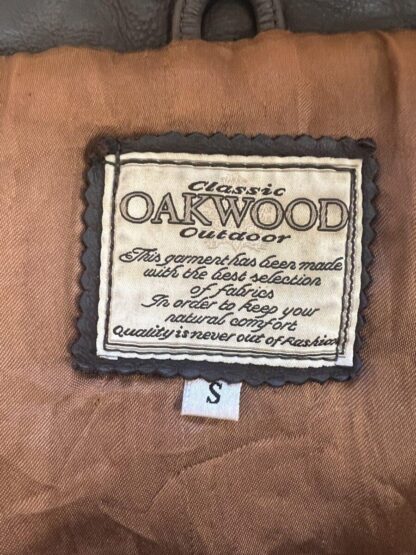 Classic
OAKWOOD
Outdoor
This garment has been made
with the best selection
of fabrics
In order to keep your
natural comfort
Quality is never out of Fashion
S